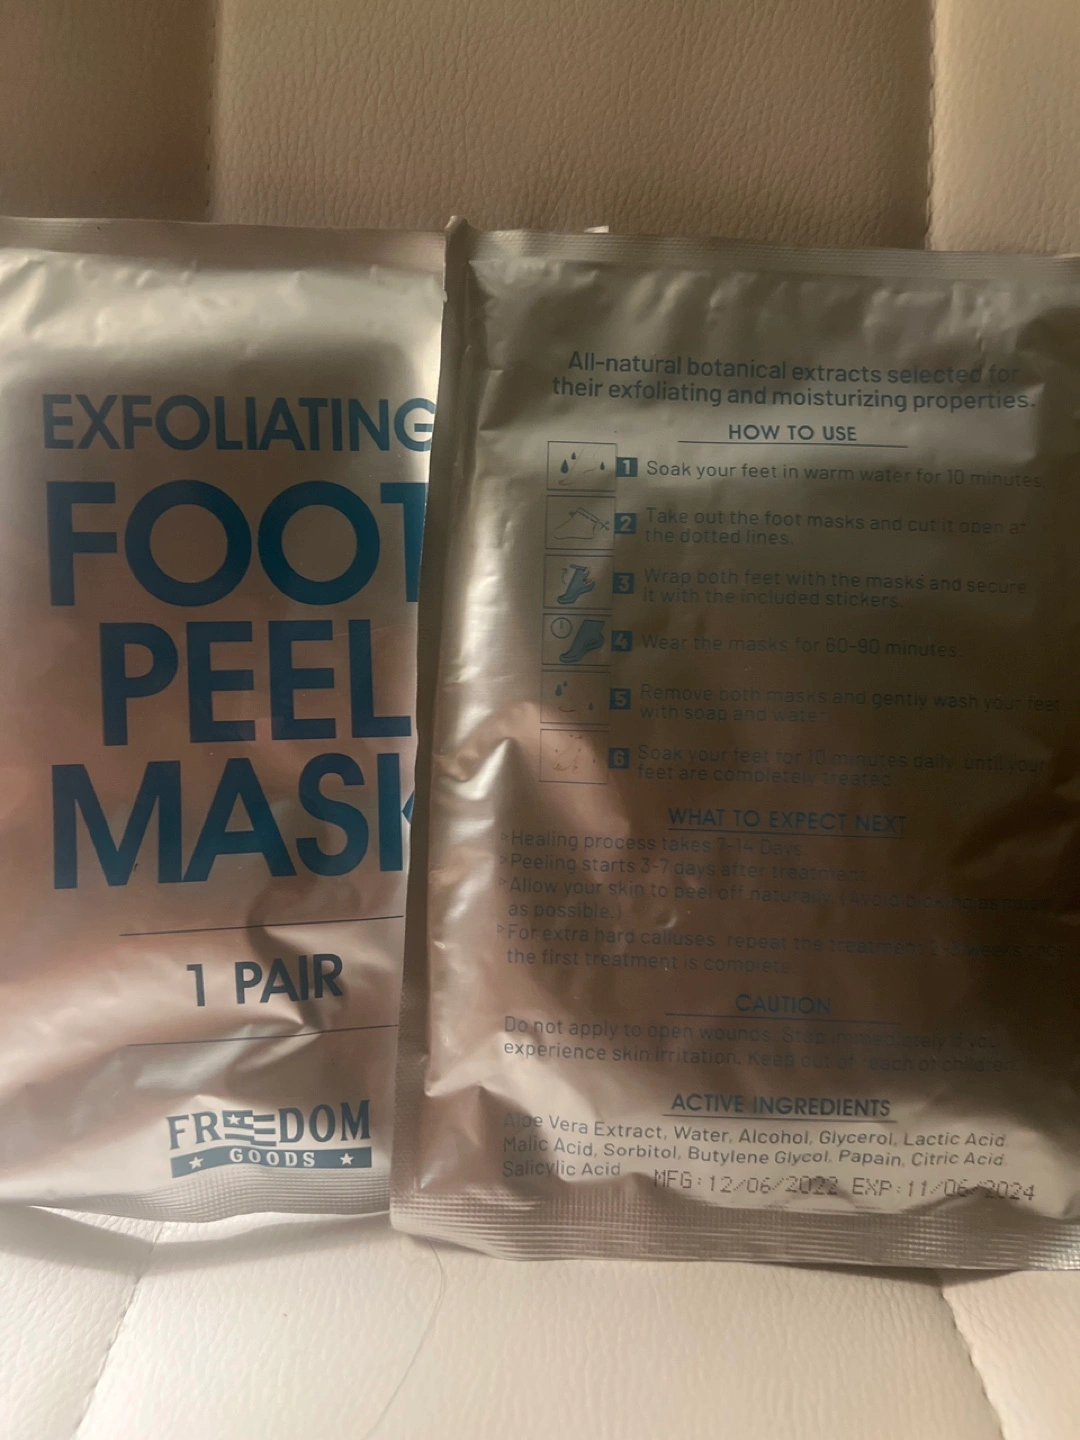 EXFOLIATING
FOOT
PEEL
MASK
1 PAIR
FREEDOM
GOODS
All-natural botanical extracts selected for
their exfoliating and moisturizing properties.
HOW TO USE
1 Soak your feet in warm water for 10 minutes.
2 Take out the foot masks and cut it open at
the dotted lines.
3 Wrap both feet with the masks and secure
it with the included stickers.
4 Wear the masks for 60-90 minutes
5 Remove both masks and gently wash your feet
with soap and water
6 Soak your feet for 10 minutes daily, until your
feet are completely treated.
WHAT TO EXPECT NEXT
>Healing process takes 7-14 Days
>Peeling starts 3-7 days after treatment.
>Allow your skin to peel off naturally. (Avoid picking as much
as possible.)
>For extra hard calluses, repeat the treatment
the first treatment is complete.
CAUTION
Do not apply to open wounds. Stop immediately if you
experience skin irritation. Keep out of reach of children.
ACTIVE INGREDIENTS
Aloe Vera Extract, Water, Alcohol, Glycerol, Lactic Acid
Malic Acid, Sorbitol, Butylene Glycol, Papain, Citric Acid
Salicylic Acid
MFG:12/06/2022 EXP:11/06/2024